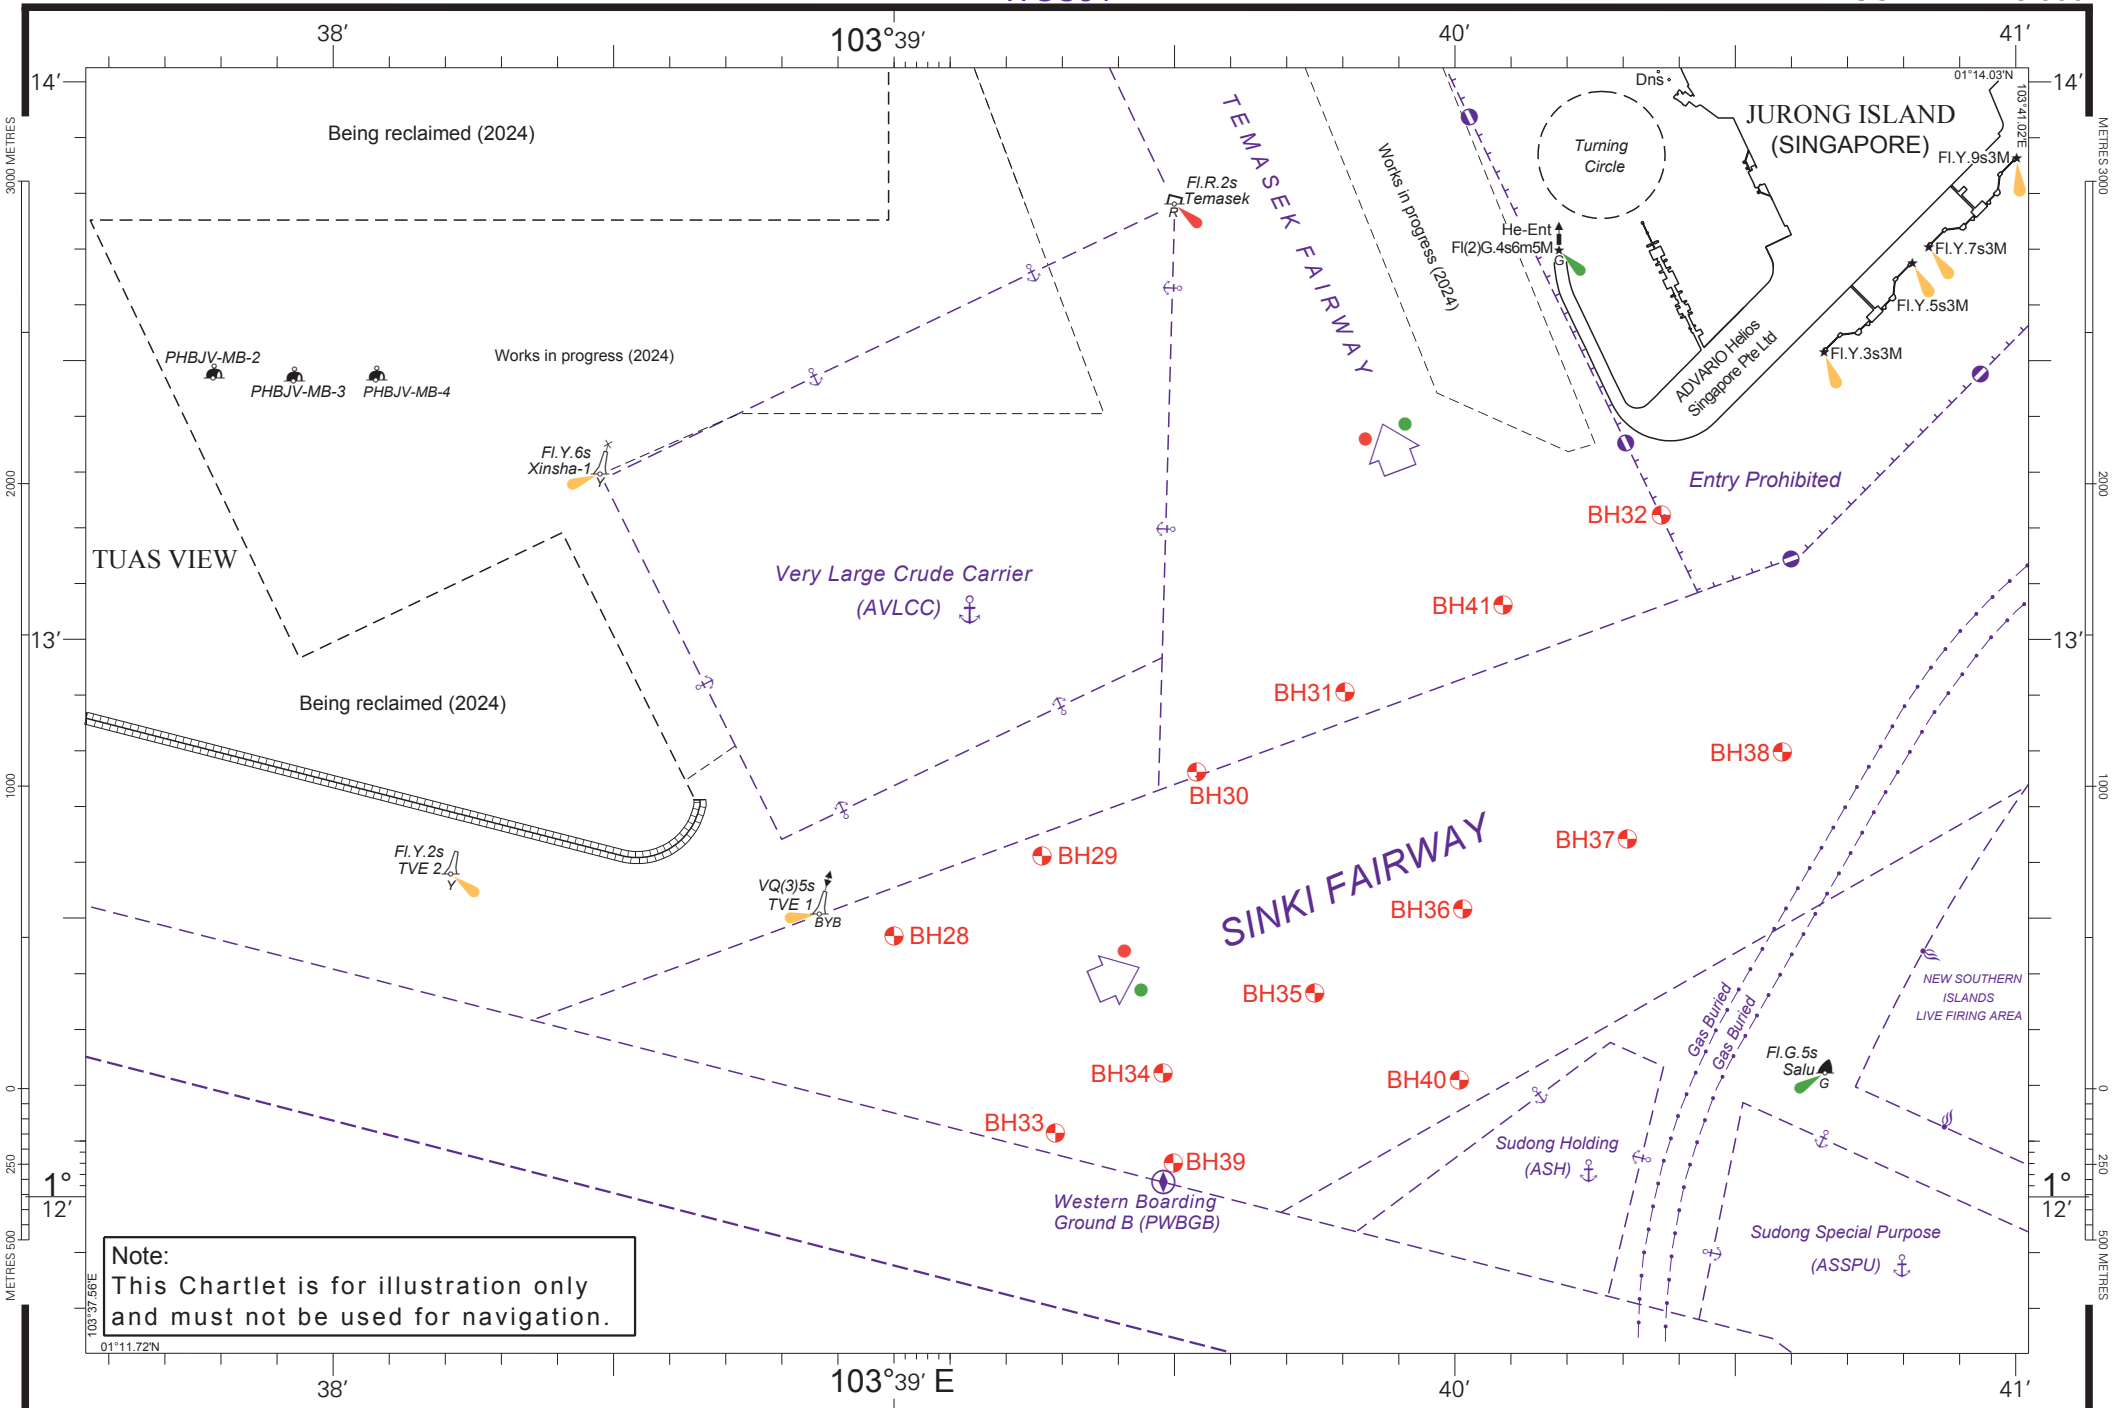 38'
103°39'
40'
41'
14'
14'
01°14.03'N
103°41.02'E
Dns
JURONG ISLAND
(SINGAPORE)
Being reclaimed (2024)
TEMASEK FAIRWAY
Works in progress (2024)
Turning
Circle
Fl.Y.9s3M
METRES
3000
METRES
3000
Fl.R.2s
Temasek
R
He-Ent
Fl(2)G.4s6m5M
G
Fl.Y.7s3M
Fl.Y.5s3M
Fl.Y.3s3M
ADVARIO Helios
Singapore Pte Ltd
PHBJV-MB-2
PHBJV-MB-3
PHBJV-MB-4
Works in progress (2024)
Fl.Y.6s
Xinsha-1
Y
2000
2000
Entry Prohibited
BH32
TUAS VIEW
Very Large Crude Carrier
(AVLCC)
BH41
13'
13'
Being reclaimed (2024)
BH31
BH38
BH30
1000
1000
BH37
SINKI FAIRWAY
BH29
Fl.Y.2s
TVE 2
Y
VQ(3)5s
TVE 1
BYB
BH28
BH36
BH35
NEW SOUTHERN
ISLANDS
LIVE FIRING AREA
Gas Buried
Gas Buried
Fl.G.5s
Salu
G
BH34
BH40
0
0
BH33
BH39
Sudong Holding
(ASH)
250
250
1°
12'
1°
12'
Western Boarding
Ground B (PWBGB)
Sudong Special Purpose
(ASSPU)
METRES 500
500 METRES
Note:
This Chartlet is for illustration only
and must not be used for navigation.
103°37.56'E
01°11.72'N
38'
103°39' E
40'
41'